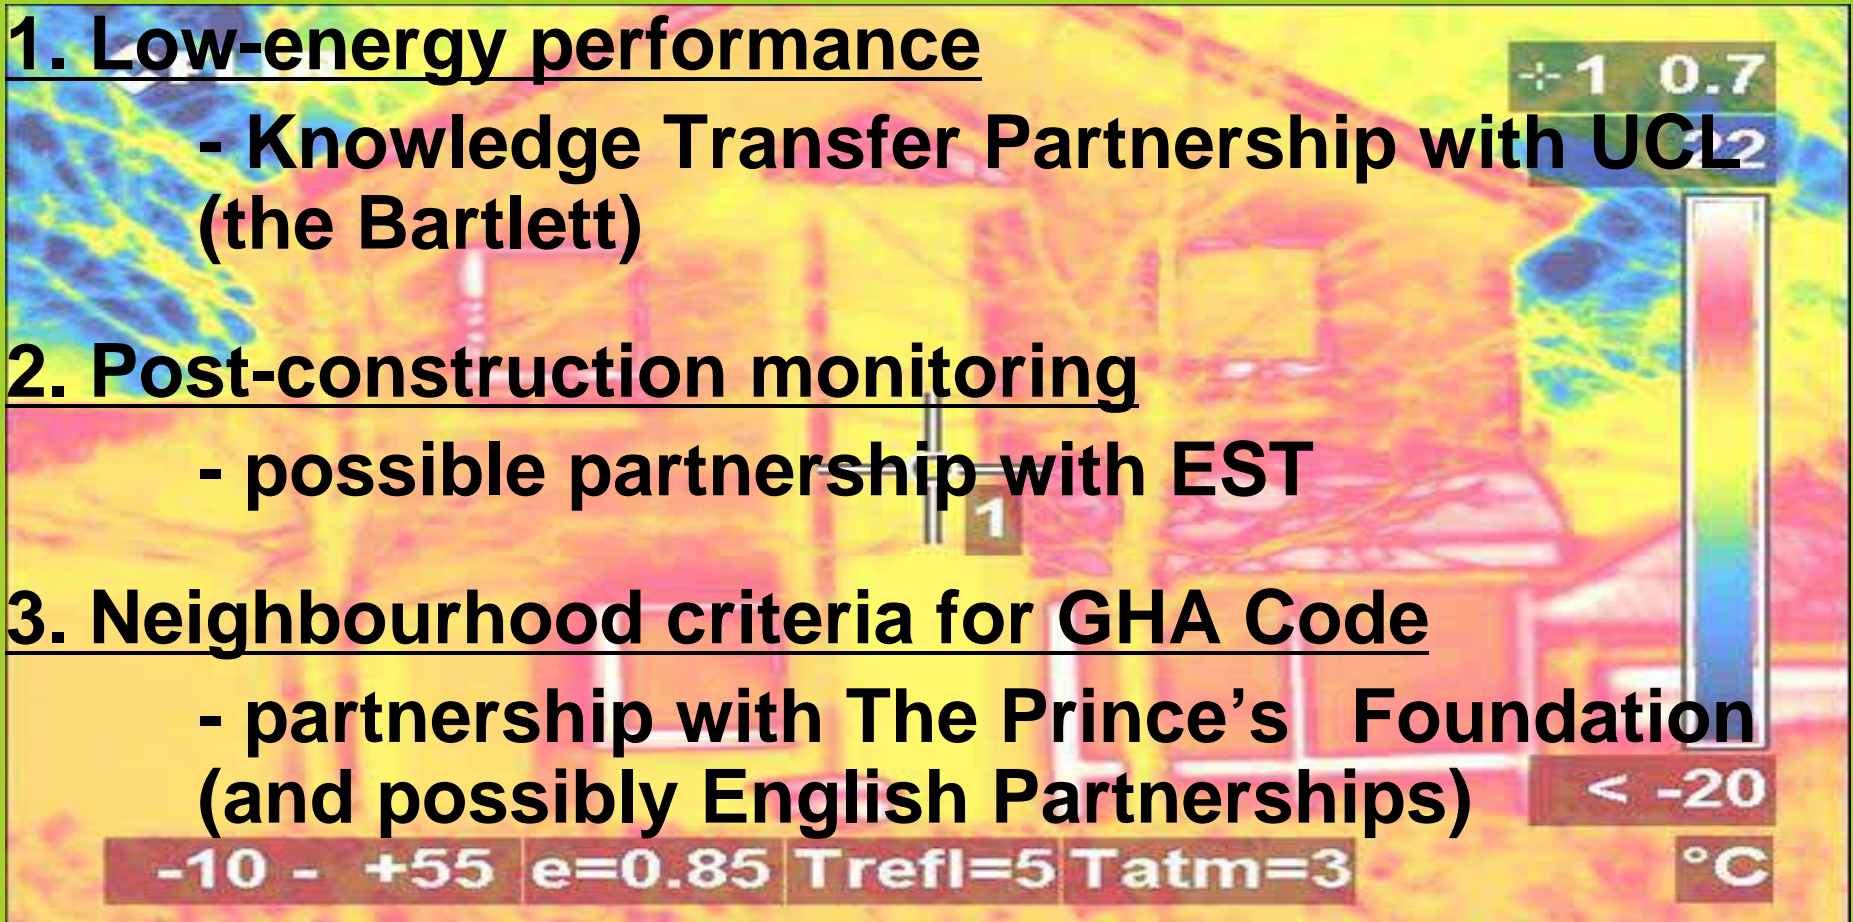 1. Low-energy performance
÷1 0.7
- Knowledge Transfer Partnership with UCL
(the Bartlett)
2. Post-construction monitoring
- possible partnership with EST
1
3. Neighbourhood criteria for GHA Code
- partnership with The Prince’s Foundation
(and possibly English Partnerships)
< -20
-10 - +55 e=0.85 Trefl=5 Tatm=3
°C